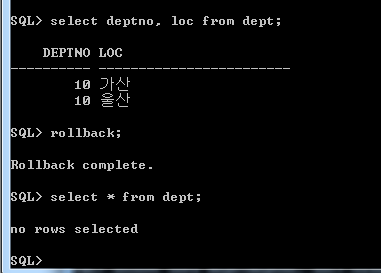 SQL> select deptno, loc from dept;
DEPTNO LOC
---------- ------------------------
10 가산
10 울산
SQL> rollback;
Rollback complete.
SQL> select * from dept;
no rows selected
SQL>